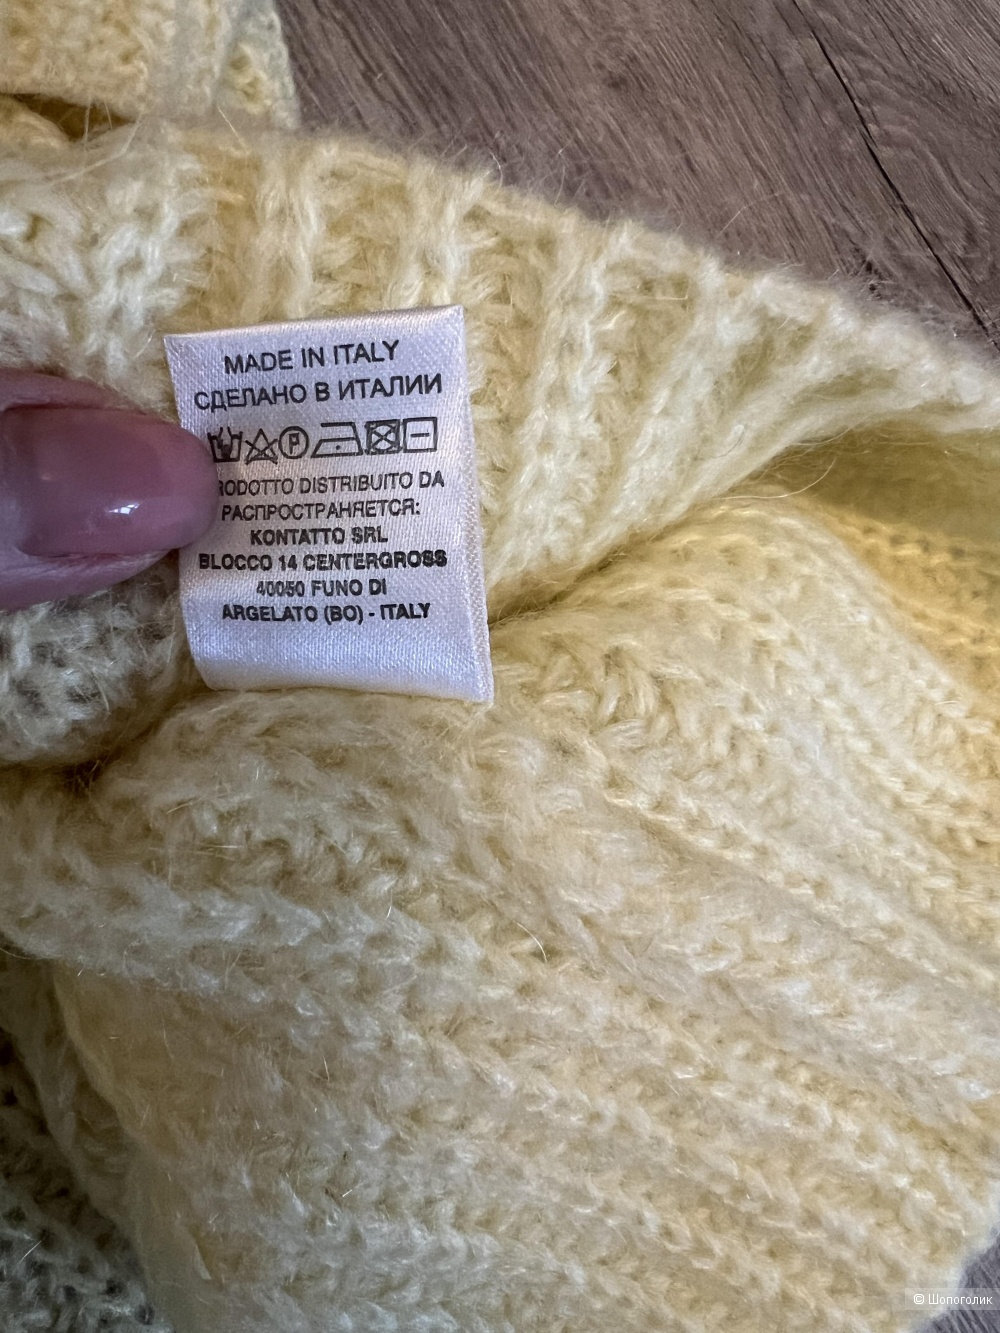 MADE IN ITALY
СДЕЛАНО В ИТАЛИИ
P
DISTRIBUITO DA
РАСПРОСТРАНЯЕТСЯ:
KONTATTO SRL
BLOCCO 14 CENTERGROSS
40050 FUNO DI
ARGELATO (BO) - ITALY
© Шопоголик